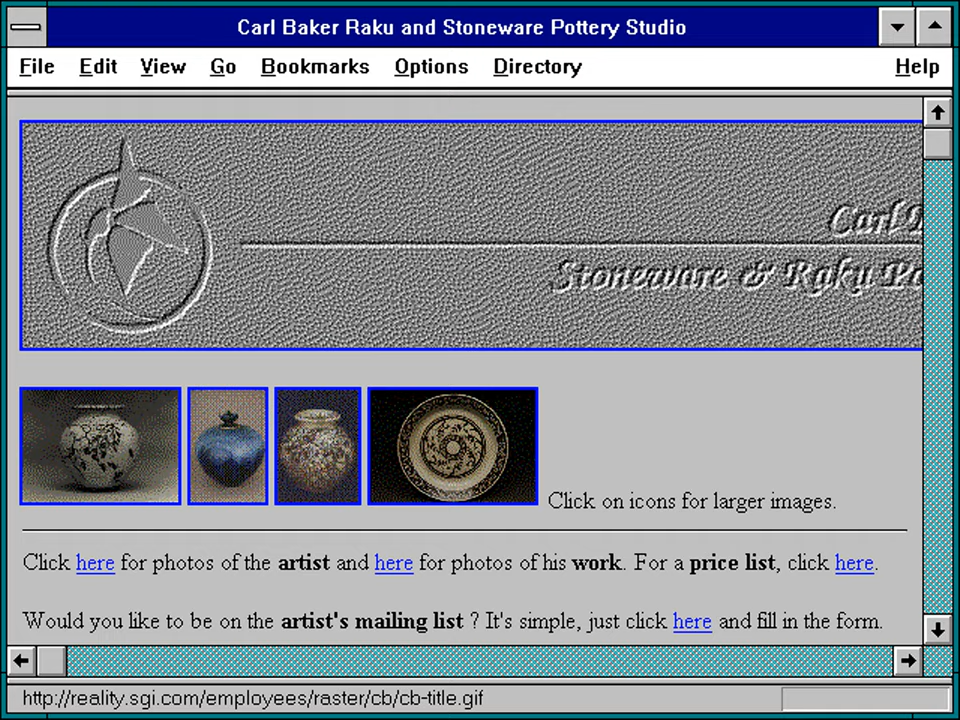 Carl Baker Raku and Stoneware Pottery Studio
File Edit View Go Bookmarks Options Directory Help
Carl
Stoneware & Raku
Click on icons for larger images.
Click here for photos of the artist and here for photos of his work. For a price list, click here.
Would you like to be on the artist's mailing list ? It's simple, just click here and fill in the form.
http://reality.sgi.com/employees/raster/cb/cb-title.gif